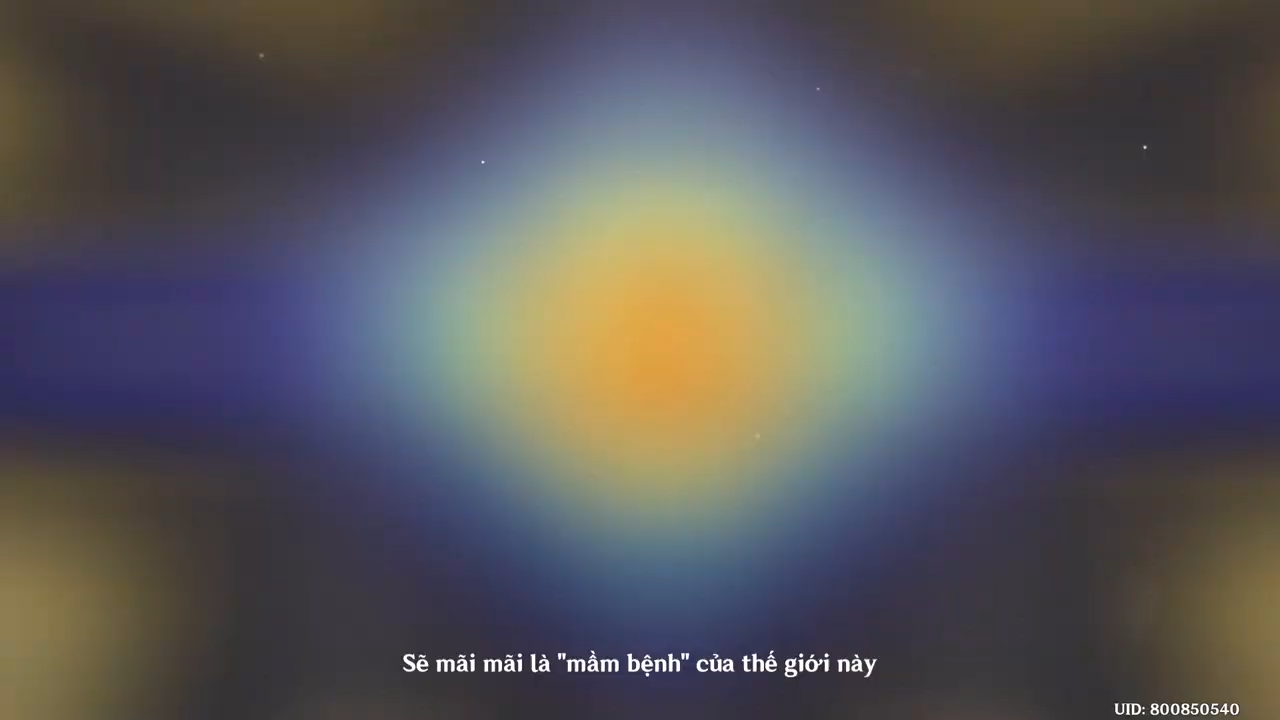 Sẽ mãi mãi là "mầm bệnh" của thế giới này
UID: 800850540